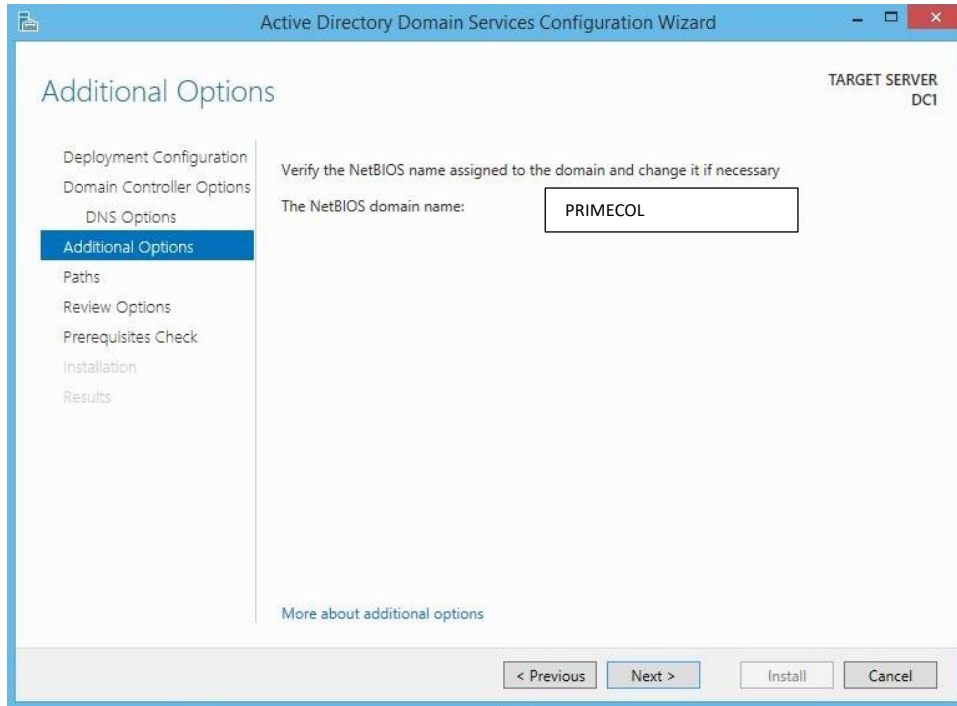 Active Directory Domain Services Configuration Wizard
Additional Options
TARGET SERVER
DC1
Deployment Configuration
Domain Controller Options
DNS Options
Additional Options
Paths
Review Options
Prerequisites Check
Installation
Results
Verify the NetBIOS name assigned to the domain and change it if necessary
The NetBIOS domain name: PRIMECOL
More about additional options
< Previous Next > Install Cancel